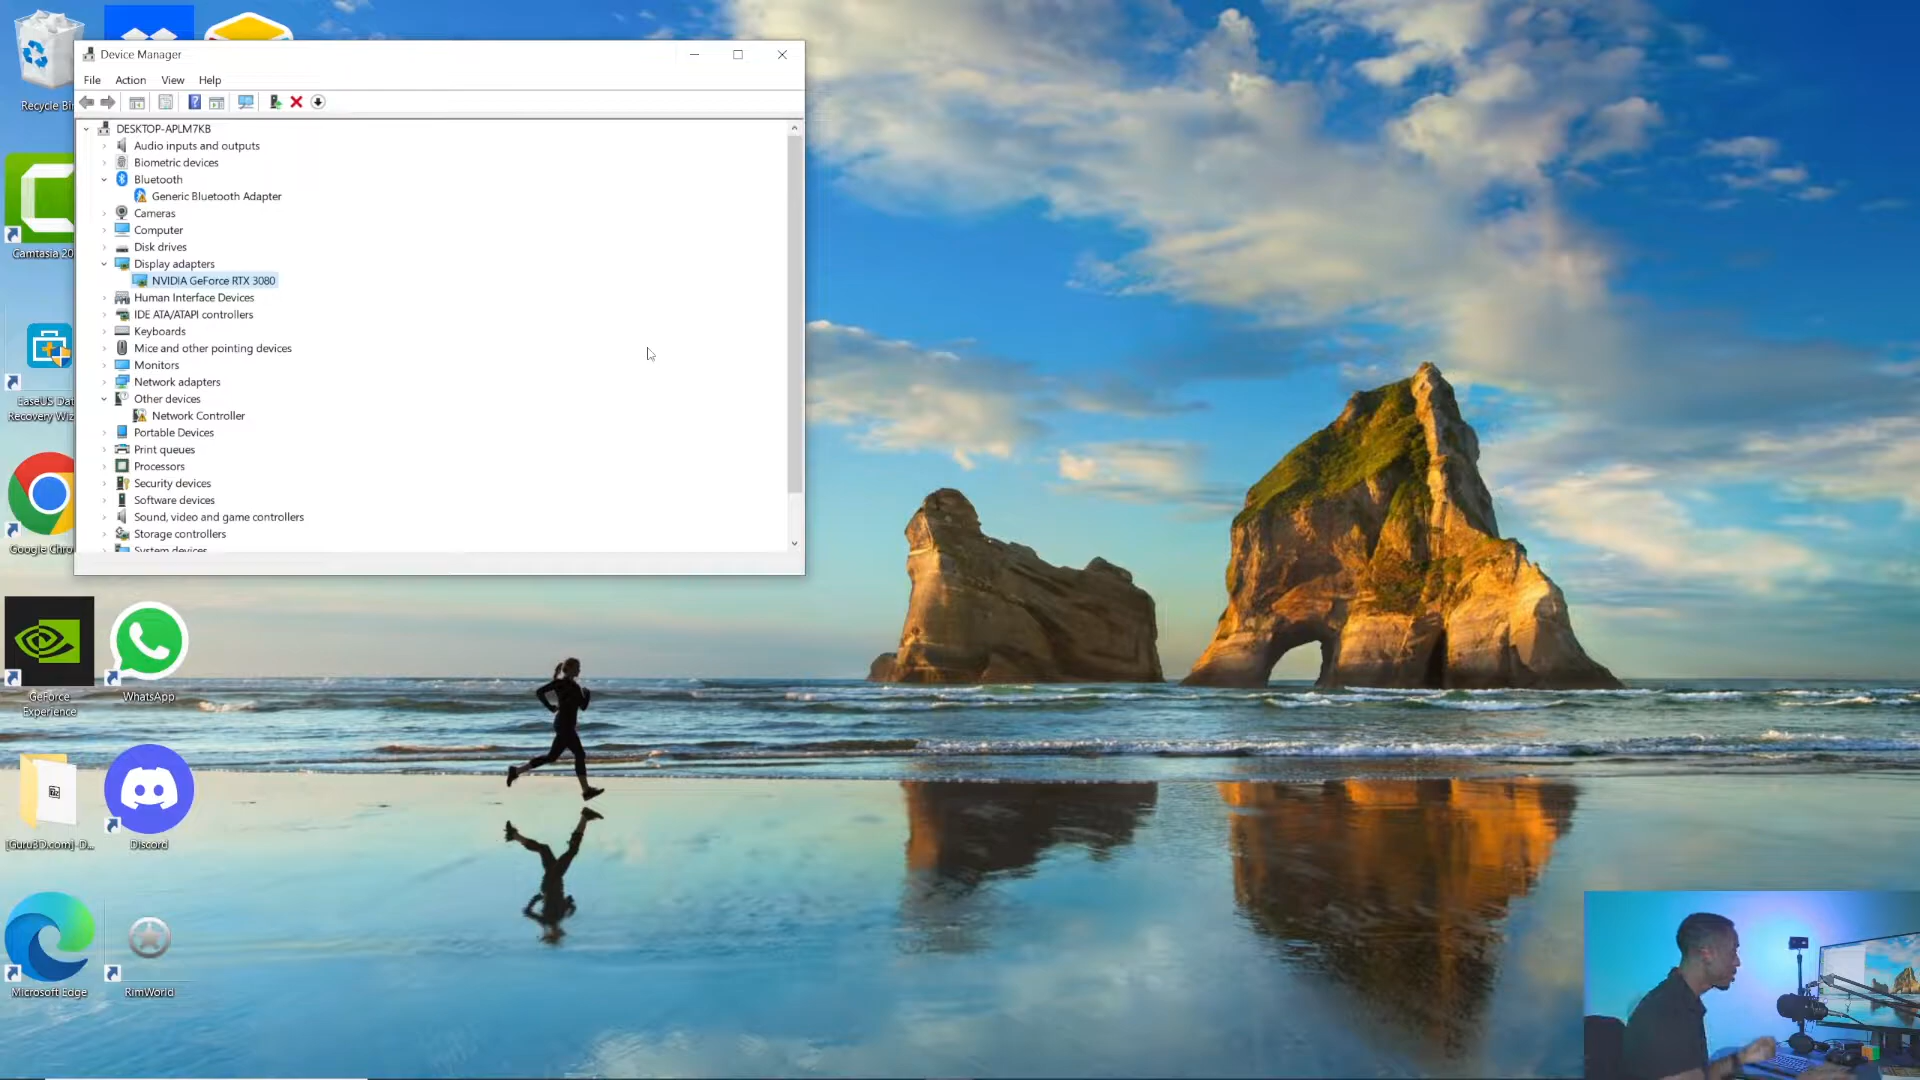 Device Manager
File Action View Help
DESKTOP-APLM7KB
Audio inputs and outputs
Biometric devices
Bluetooth
Generic Bluetooth Adapter
Cameras
Computer
Disk drives
Display adapters
NVIDIA GeForce RTX 3080
Human Interface Devices
IDE ATA/ATAPI controllers
Keyboards
Mice and other pointing devices
Monitors
Network adapters
Other devices
Network Controller
Portable Devices
Print queues
Processors
Security devices
Software devices
Sound, video and game controllers
Storage controllers
System devices
Recycle Bin
Camtasia 20
EaseUS Dat
Recovery Wiz
Google Chro
GeForce
Experience
WhatsApp
[Guru3D.com]-D...
Discord
Microsoft Edge
RimWorld